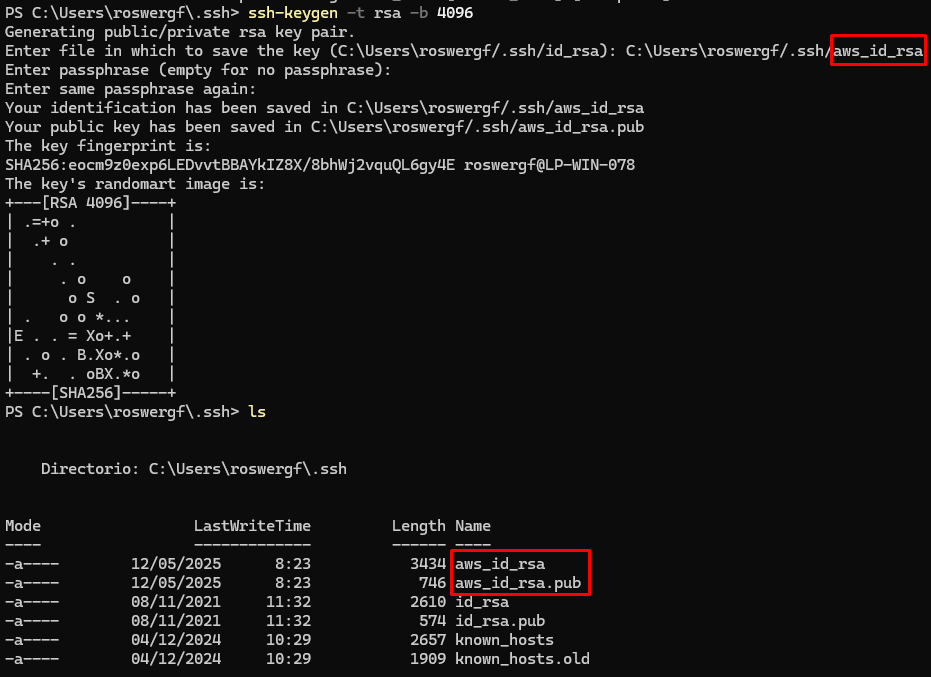 PS C:\Users\roswergf\.ssh> ssh-keygen -t rsa -b 4096
Generating public/private rsa key pair.
Enter file in which to save the key (C:\Users\roswergf/.ssh/id_rsa): C:\Users\roswergf/.ssh/aws_id_rsa
Enter passphrase (empty for no passphrase):
Enter same passphrase again:
Your identification has been saved in C:\Users\roswergf/.ssh/aws_id_rsa
Your public key has been saved in C:\Users\roswergf/.ssh/aws_id_rsa.pub
The key fingerprint is:
SHA256:eocm9z0exp6LEDvvtBBAYkIZ8X/8bhWj2vquQL6gy4E roswergf@LP-WIN-078
The key's randomart image is:
+---[RSA 4096]----+
| .=+o .          |
|  .+ o           |
|    . .          |
|     . o    o    |
|      o S  . o   |
| .   o o *...    |
|E . . = Xo+.+    |
| . o . B.Xo*.o   |
|  +.  . oBX.*o   |
+----[SHA256]-----+
PS C:\Users\roswergf\.ssh> ls
    Directorio: C:\Users\roswergf\.ssh
Mode                 LastWriteTime         Length Name
----                 -------------         ------ ----
-a----        12/05/2025      8:23           3434 aws_id_rsa
-a----        12/05/2025      8:23            746 aws_id_rsa.pub
-a----        08/11/2021     11:32           2610 id_rsa
-a----        08/11/2021     11:32            574 id_rsa.pub
-a----        04/12/2024     10:29           2657 known_hosts
-a----        04/12/2024     10:29           1909 known_hosts.old